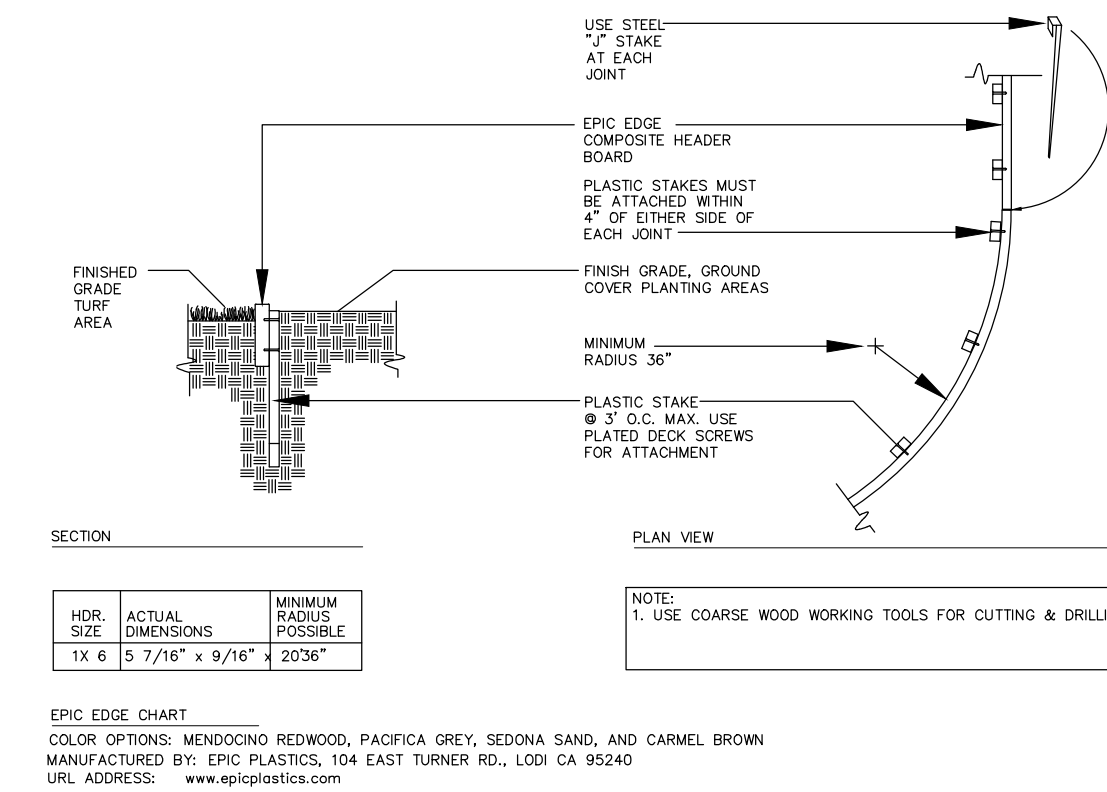 USE STEEL
"J" STAKE
AT EACH
JOINT
EPIC EDGE
COMPOSITE HEADER
BOARD
PLASTIC STAKES MUST
BE ATTACHED WITHIN
4" OF EITHER SIDE OF
EACH JOINT
FINISHED
GRADE
TURF
AREA
FINISH GRADE, GROUND
COVER PLANTING AREAS
MINIMUM
RADIUS 36"
PLASTIC STAKE
@ 3' O.C. MAX. USE
PLATED DECK SCREWS
FOR ATTACHMENT
SECTION
PLAN VIEW
HDR.
SIZE
ACTUAL
DIMENSIONS
MINIMUM
RADIUS
POSSIBLE
1X 6
5 7/16" x 9/16" x 20'
36"
NOTE:
1. USE COARSE WOOD WORKING TOOLS FOR CUTTING & DRILLI
EPIC EDGE CHART
COLOR OPTIONS: MENDOCINO REDWOOD, PACIFICA GREY, SEDONA SAND, AND CARMEL BROWN
MANUFACTURED BY: EPIC PLASTICS, 104 EAST TURNER RD., LODI CA 95240
URL ADDRESS: www.epicplastics.com